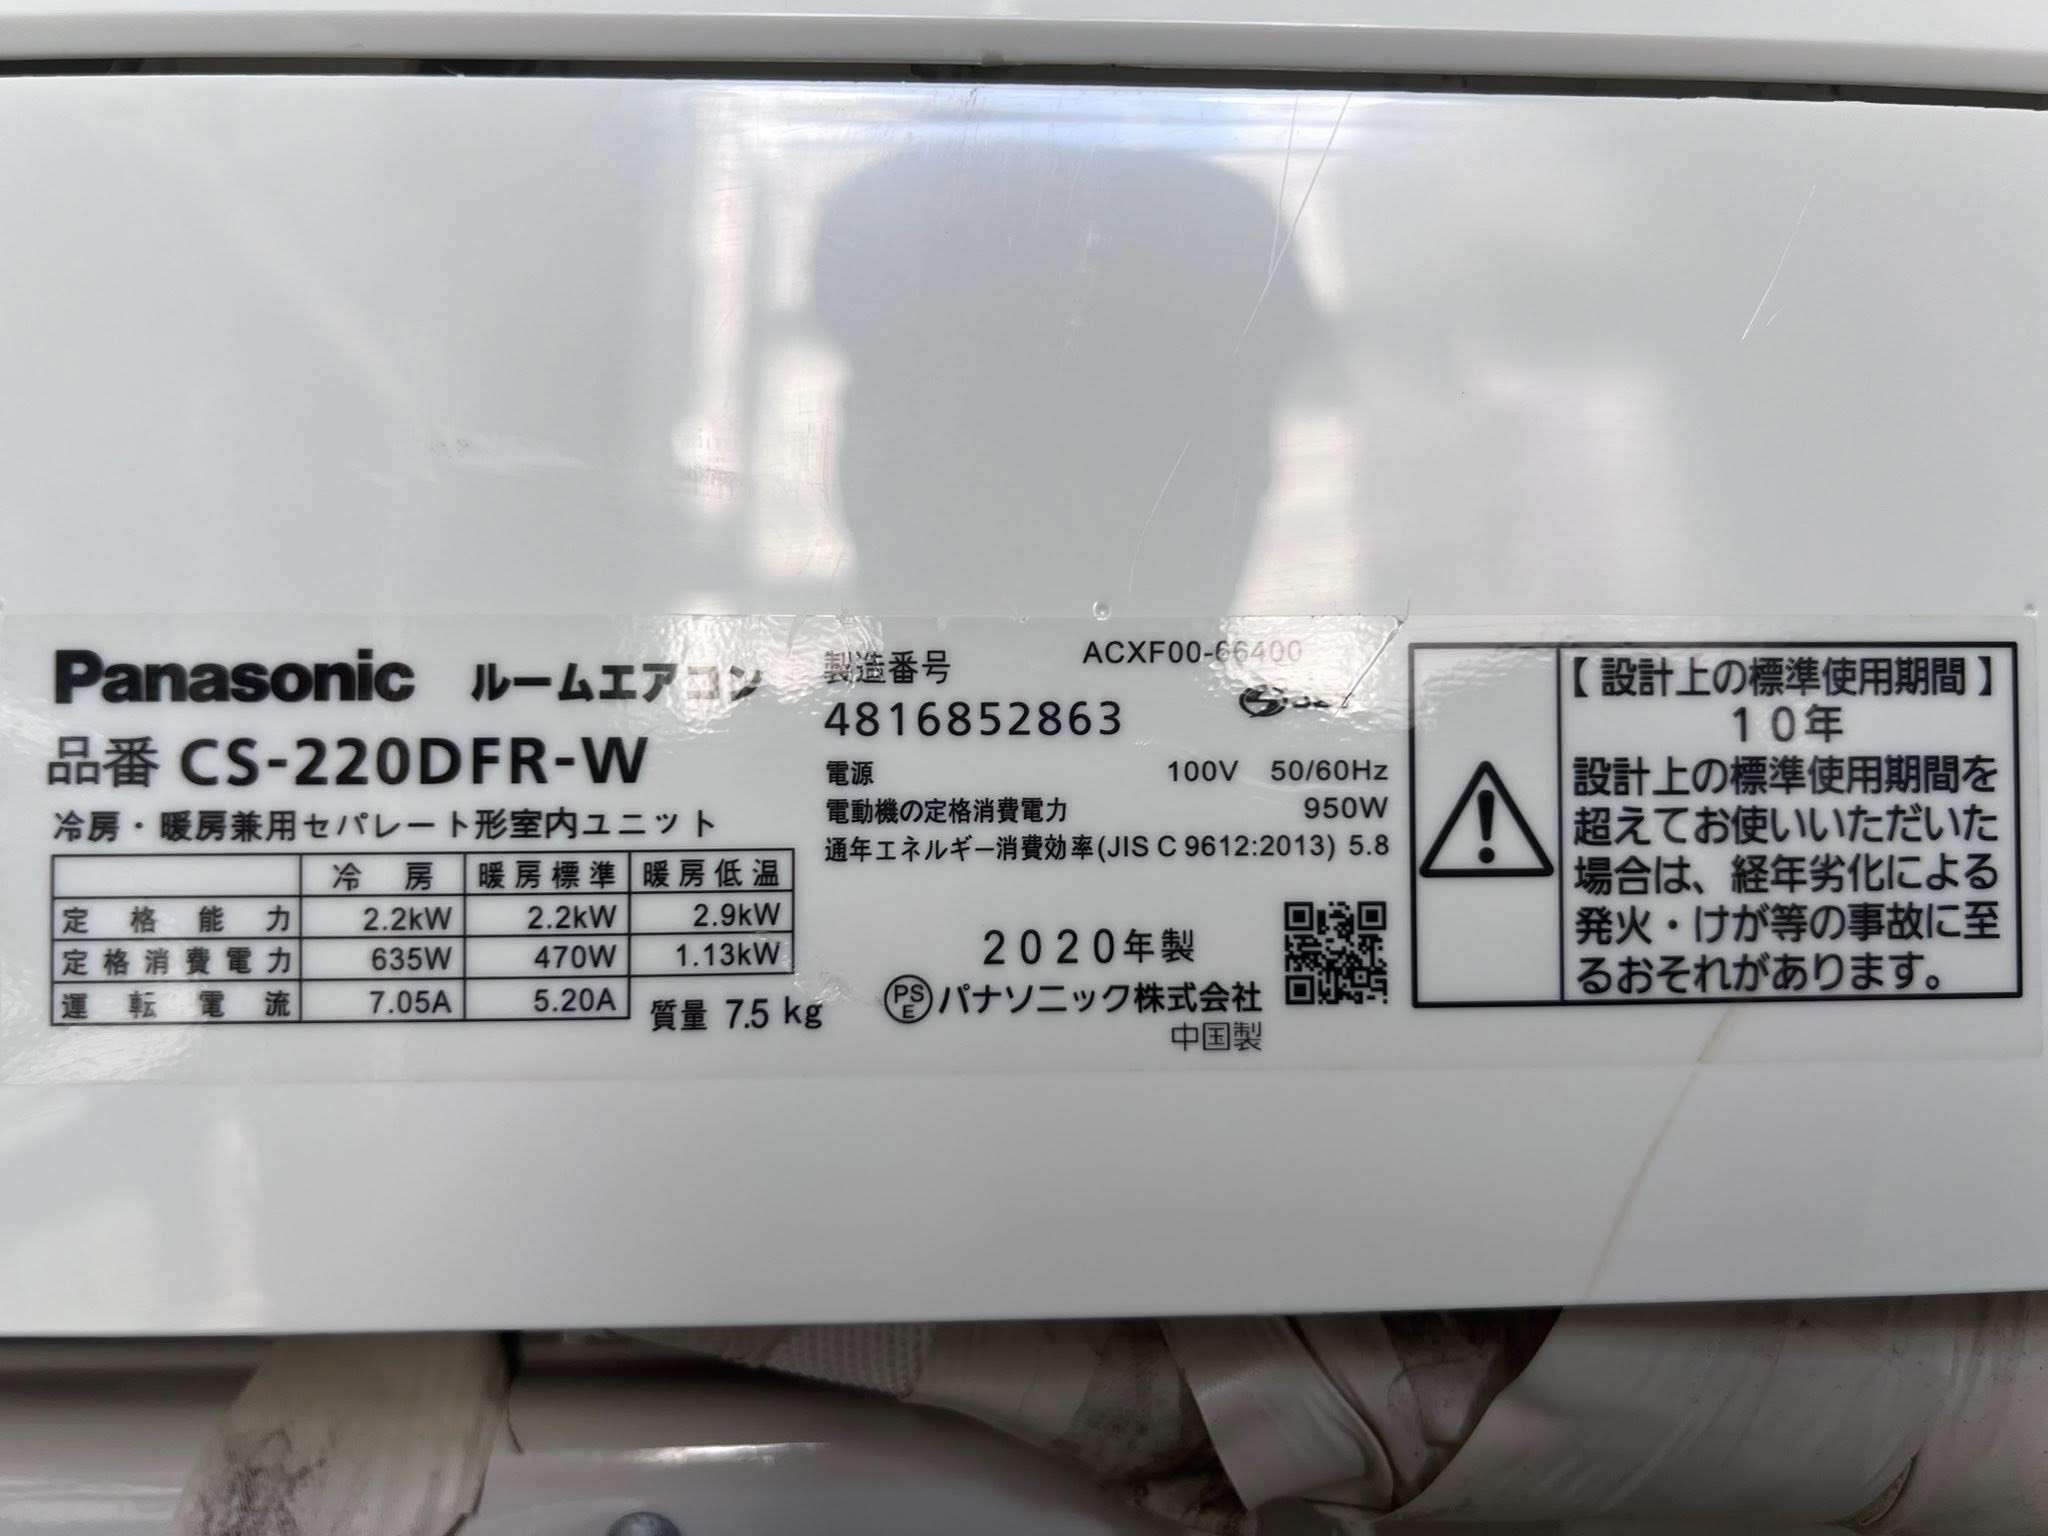 Panasonic ルームエアコン
品番 CS-220DFR-W
冷房・暖房兼用セパレート形室内ユニット
冷房 暖房標準 暖房低温
定格能力 2.2kW 2.2kW 2.9kW
定格消費電力 635W 470W 1.13kW
運転電流 7.05A 5.20A
質量 7.5 kg
製造番号 ACXF00-66400
4816852863
電源 100V 50/60Hz
電動機の定格消費電力 950W
通年エネルギー消費効率(JIS C 9612:2013) 5.8
2020年製
PSE パナソニック株式会社
中国製
【設計上の標準使用期間】
10年
設計上の標準使用期間を
超えてお使いいただいた
場合は、経年劣化による
発火・けが等の事故に至
るおそれがあります。